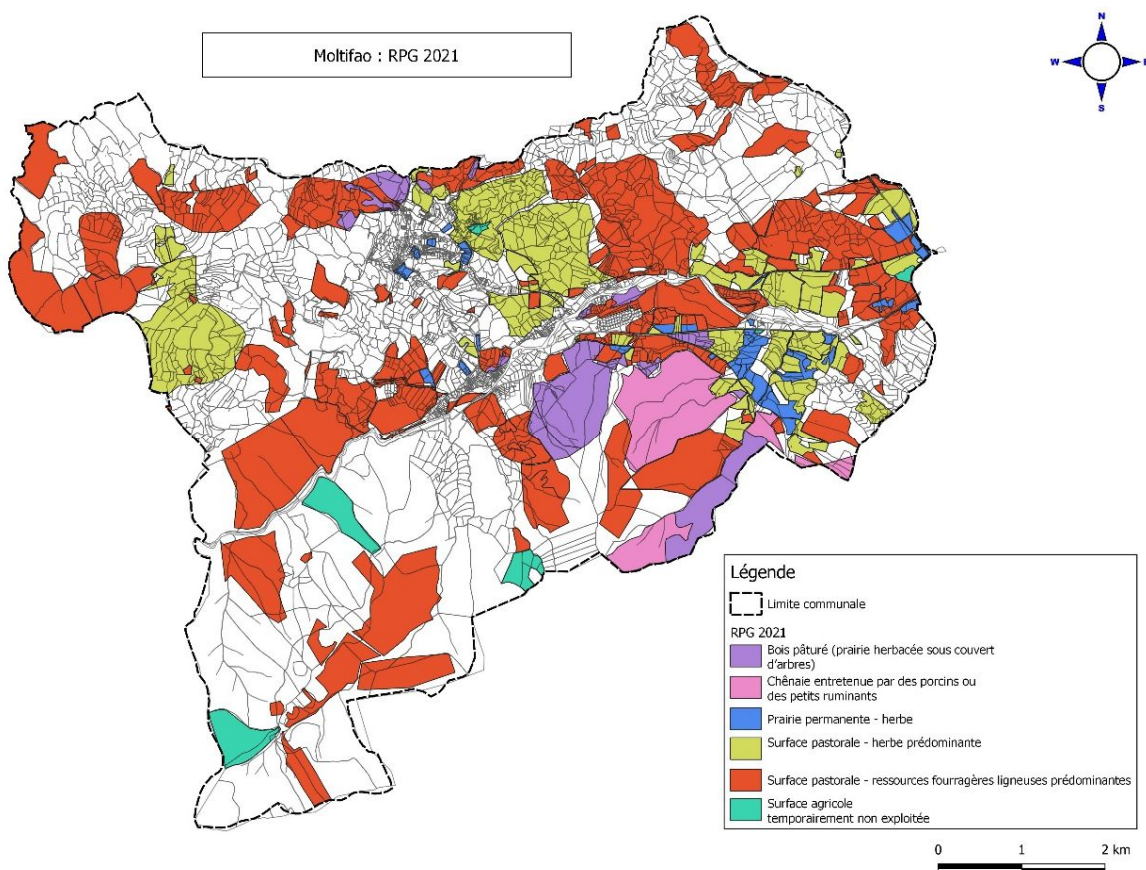 Moltifao : RPG 2021
N
W
E
S
Légende
Limite communale
RPG 2021
Bois pâturé (prairie herbacée sous couvert
d'arbres)
Chênaie entretenue par des porcins ou
des petits ruminants
Prairie permanente - herbe
Surface pastorale - herbe prédominante
Surface pastorale - ressources fourragères ligneuses prédominantes
Surface agricole
temporairement non exploitée
0 1 2 km